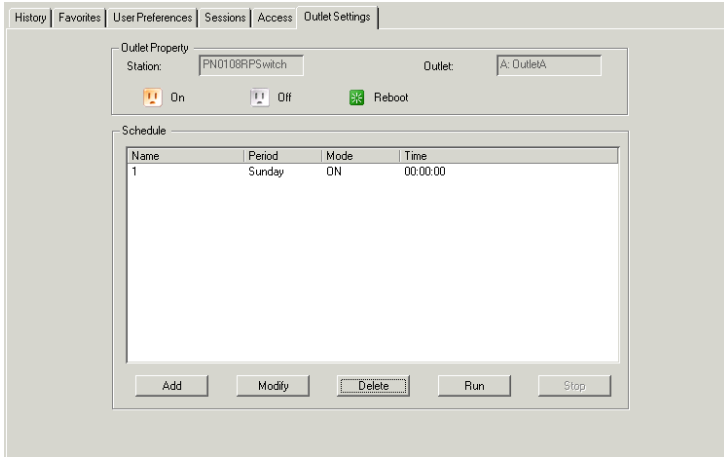 History Favorites User Preferences Sessions Access Outlet Settings
Outlet Property
Station: PN0108RPSwitch Outlet: A: OutletA
On Off Reboot
Schedule
Name Period Mode Time
1 Sunday ON 00:00:00
Add Modify Delete Run Stop